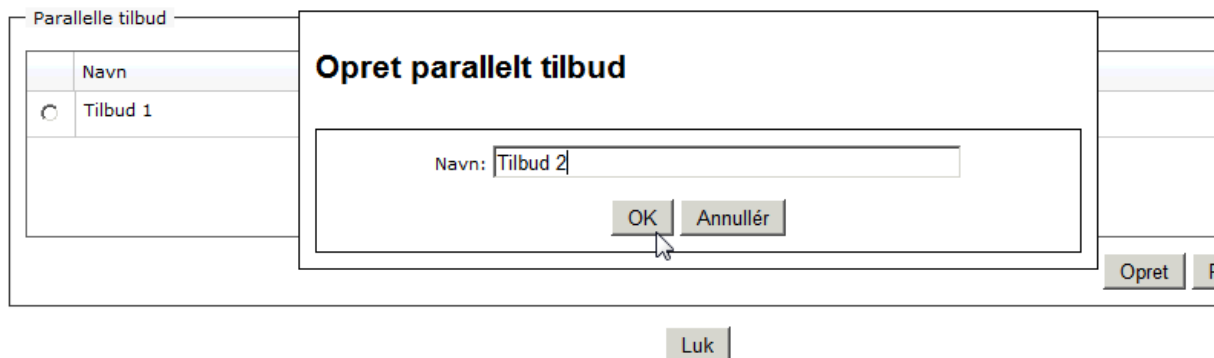 Parallelle tilbud
Navn
Tilbud 1
Opret parallelt tilbud
Navn: Tilbud 2
OK Annullér
Opret
Luk